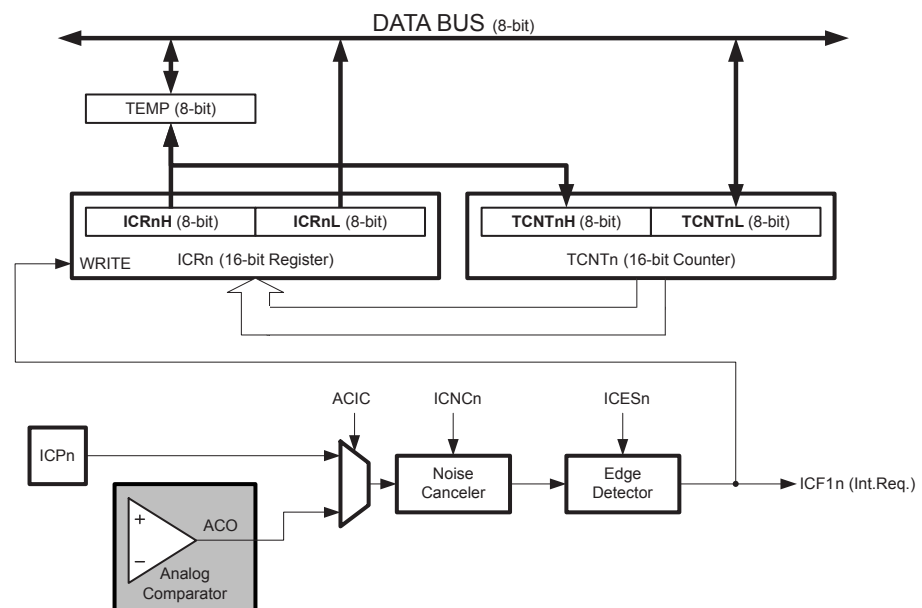 DATA BUS (8-bit)
TEMP (8-bit)
ICRnH (8-bit)
ICRnL (8-bit)
TCNTnH (8-bit)
TCNTnL (8-bit)
WRITE
ICRn (16-bit Register)
TCNTn (16-bit Counter)
ACIC
ICNCn
ICESn
ICPn
Noise
Canceler
Edge
Detector
ICF1n (Int.Req.)
+
ACO
−
Analog
Comparator